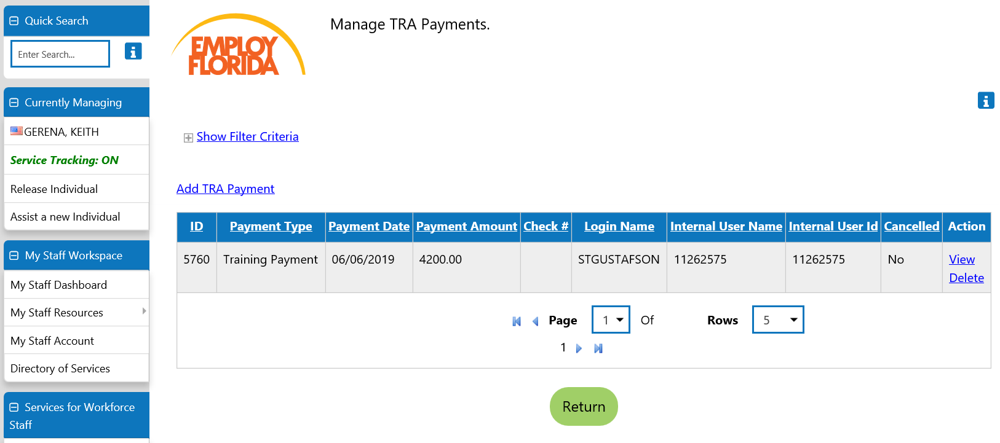 Quick Search
Enter Search...
Currently Managing
GERENA, KEITH
Service Tracking: ON
Release Individual
Assist a new Individual
My Staff Workspace
My Staff Dashboard
My Staff Resources
My Staff Account
Directory of Services
Services for Workforce
Staff
EMPLOY
FLORIDA
Manage TRA Payments.
Show Filter Criteria
Add TRA Payment
ID Payment Type Payment Date Payment Amount Check # Login Name Internal User Name Internal User Id Cancelled Action
5760 Training Payment 06/06/2019 4200.00 STGUSTAFSON 11262575 11262575 No View
Delete
Page 1 Of Rows 5
1
Return